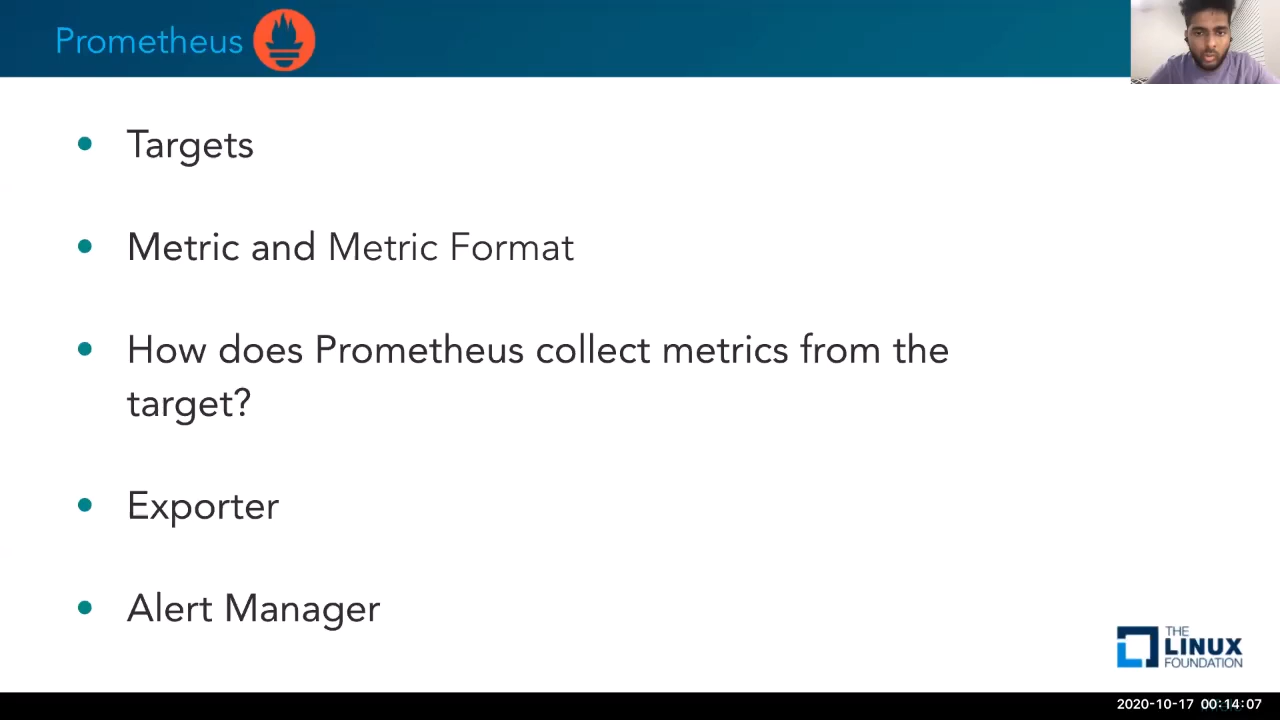 Prometheus
Targets
Metric and Metric Format
How does Prometheus collect metrics from the
target?
Exporter
Alert Manager
THE
LINUX
FOUNDATION
2020-10-17 00:14:07